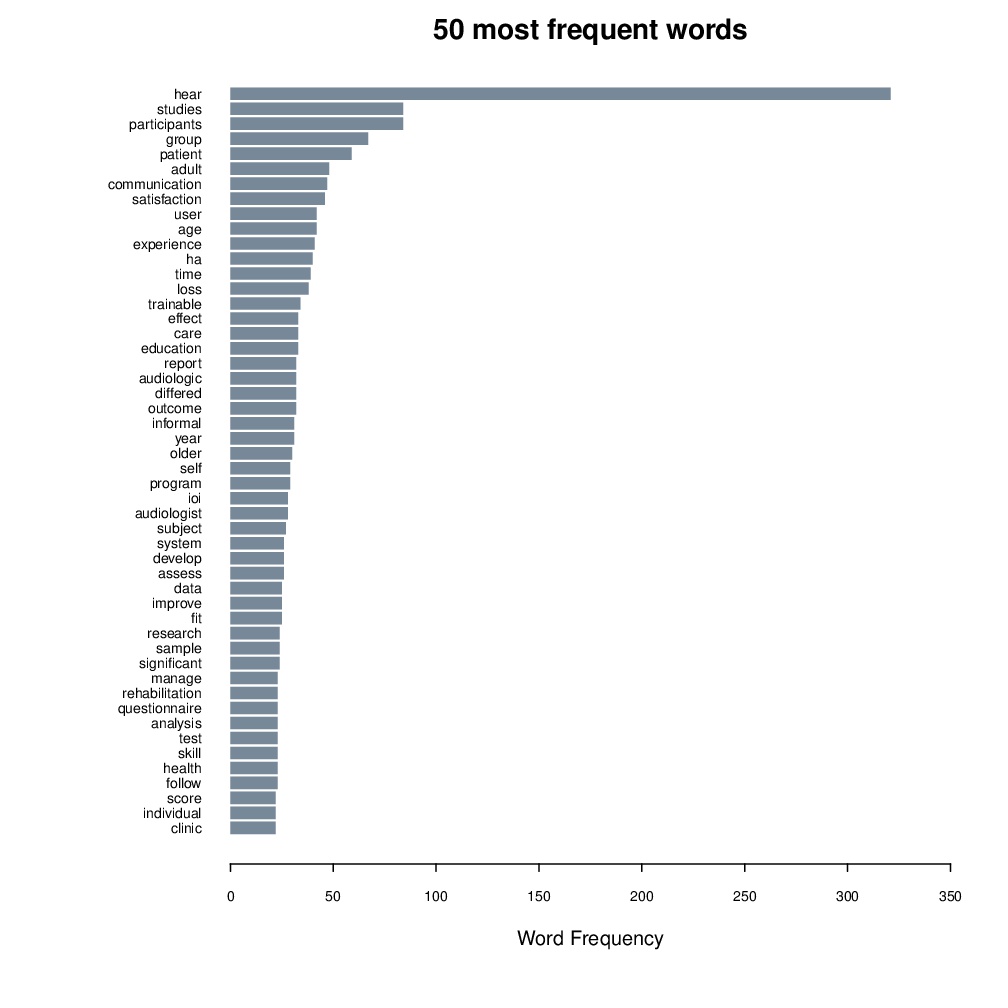 50 most frequent words
hear
studies
participants
group
patient
adult
communication
satisfaction
user
age
experience
ha
time
loss
trainable
effect
care
education
report
audiologic
differed
outcome
informal
year
older
self
program
ioi
audiologist
subject
system
develop
assess
data
improve
fit
research
sample
significant
manage
rehabilitation
questionnaire
analysis
test
skill
health
follow
score
individual
clinic
0 50 100 150 200 250 300 350
Word Frequency